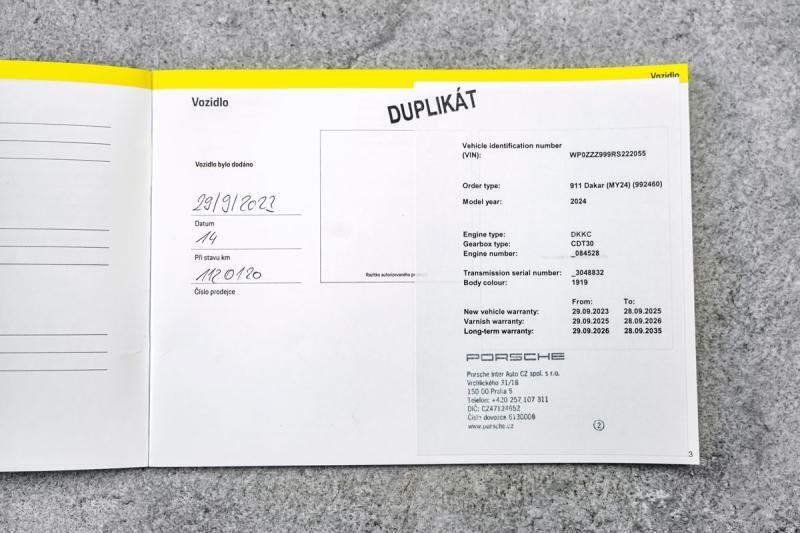 Vozidlo
Vozidlo
DUPLIKÁT
Vozidlo bylo dodáno
29/9/2023
Datum
14
Při stavu km
1120120
Číslo prodejce
Razítko autorizovaného
Vehicle identification number
(VIN): WP0ZZZ999RS222055
Order type: 911 Dakar (MY24) (992460)
Model year: 2024
Engine type: DKKC
Gearbox type: CDT30
Engine number: _084528
Transmission serial number: _3048832
Body colour: 1919
From: To:
New vehicle warranty: 29.09.2023 28.09.2025
Varnish warranty: 29.09.2025 28.09.2026
Long-term warranty: 29.09.2026 28.09.2035
PORSCHE
Porsche Inter Auto CZ spol. s r.o.
Vrchlického 31/18
150 00 Praha 5
Telefon: +420 257 107 311
DIČ: CZ47124652
Číslo dovozce 6130008
www.porsche.cz
2
3